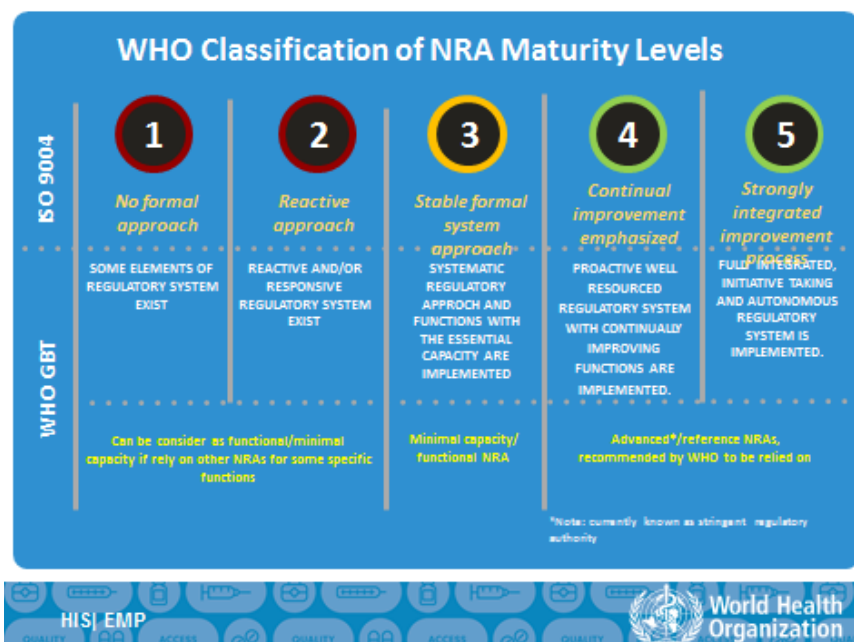 WHO Classification of NRA Maturity Levels
ISO 9004
1
2
3
4
5
No formal
approach
Reactive
approach
Stable formal
system
approach
Continual
improvement
emphasized
Strongly
integrated
improvement
process
WHO GBT
SOME ELEMENTS OF
REGULATORY SYSTEM
EXIST
REACTIVE AND/OR
RESPONSIVE
REGULATORY SYSTEM
EXIST
SYSTEMATIC
REGULATORY
APPROCH AND
FUNCTIONS WITH
THE ESSENTIAL
CAPACITY ARE
IMPLEMENTED
PROACTIVE WELL
RESOURCED
REGULATORY SYSTEM
WITH CONTINUALLY
IMPROVING
FUNCTIONS ARE
IMPLEMENTED.
FULLY INTEGRATED,
INITIATIVE TAKING
AND AUTONOMOUS
REGULATORY
SYSTEM IS
IMPLEMENTED.
Can be consider as functional/minimal
capacity if rely on other NRAs for some specific
functions
Minimal capacity/
functional NRA
Advanced*/reference NRAs,
recommended by WHO to be relied on
*Note: currently known as stringent regulatory
authority
HIS| EMP
World Health
Organization
QUALITY
ACCESS
QUALITY
ACCESS
QUALITY